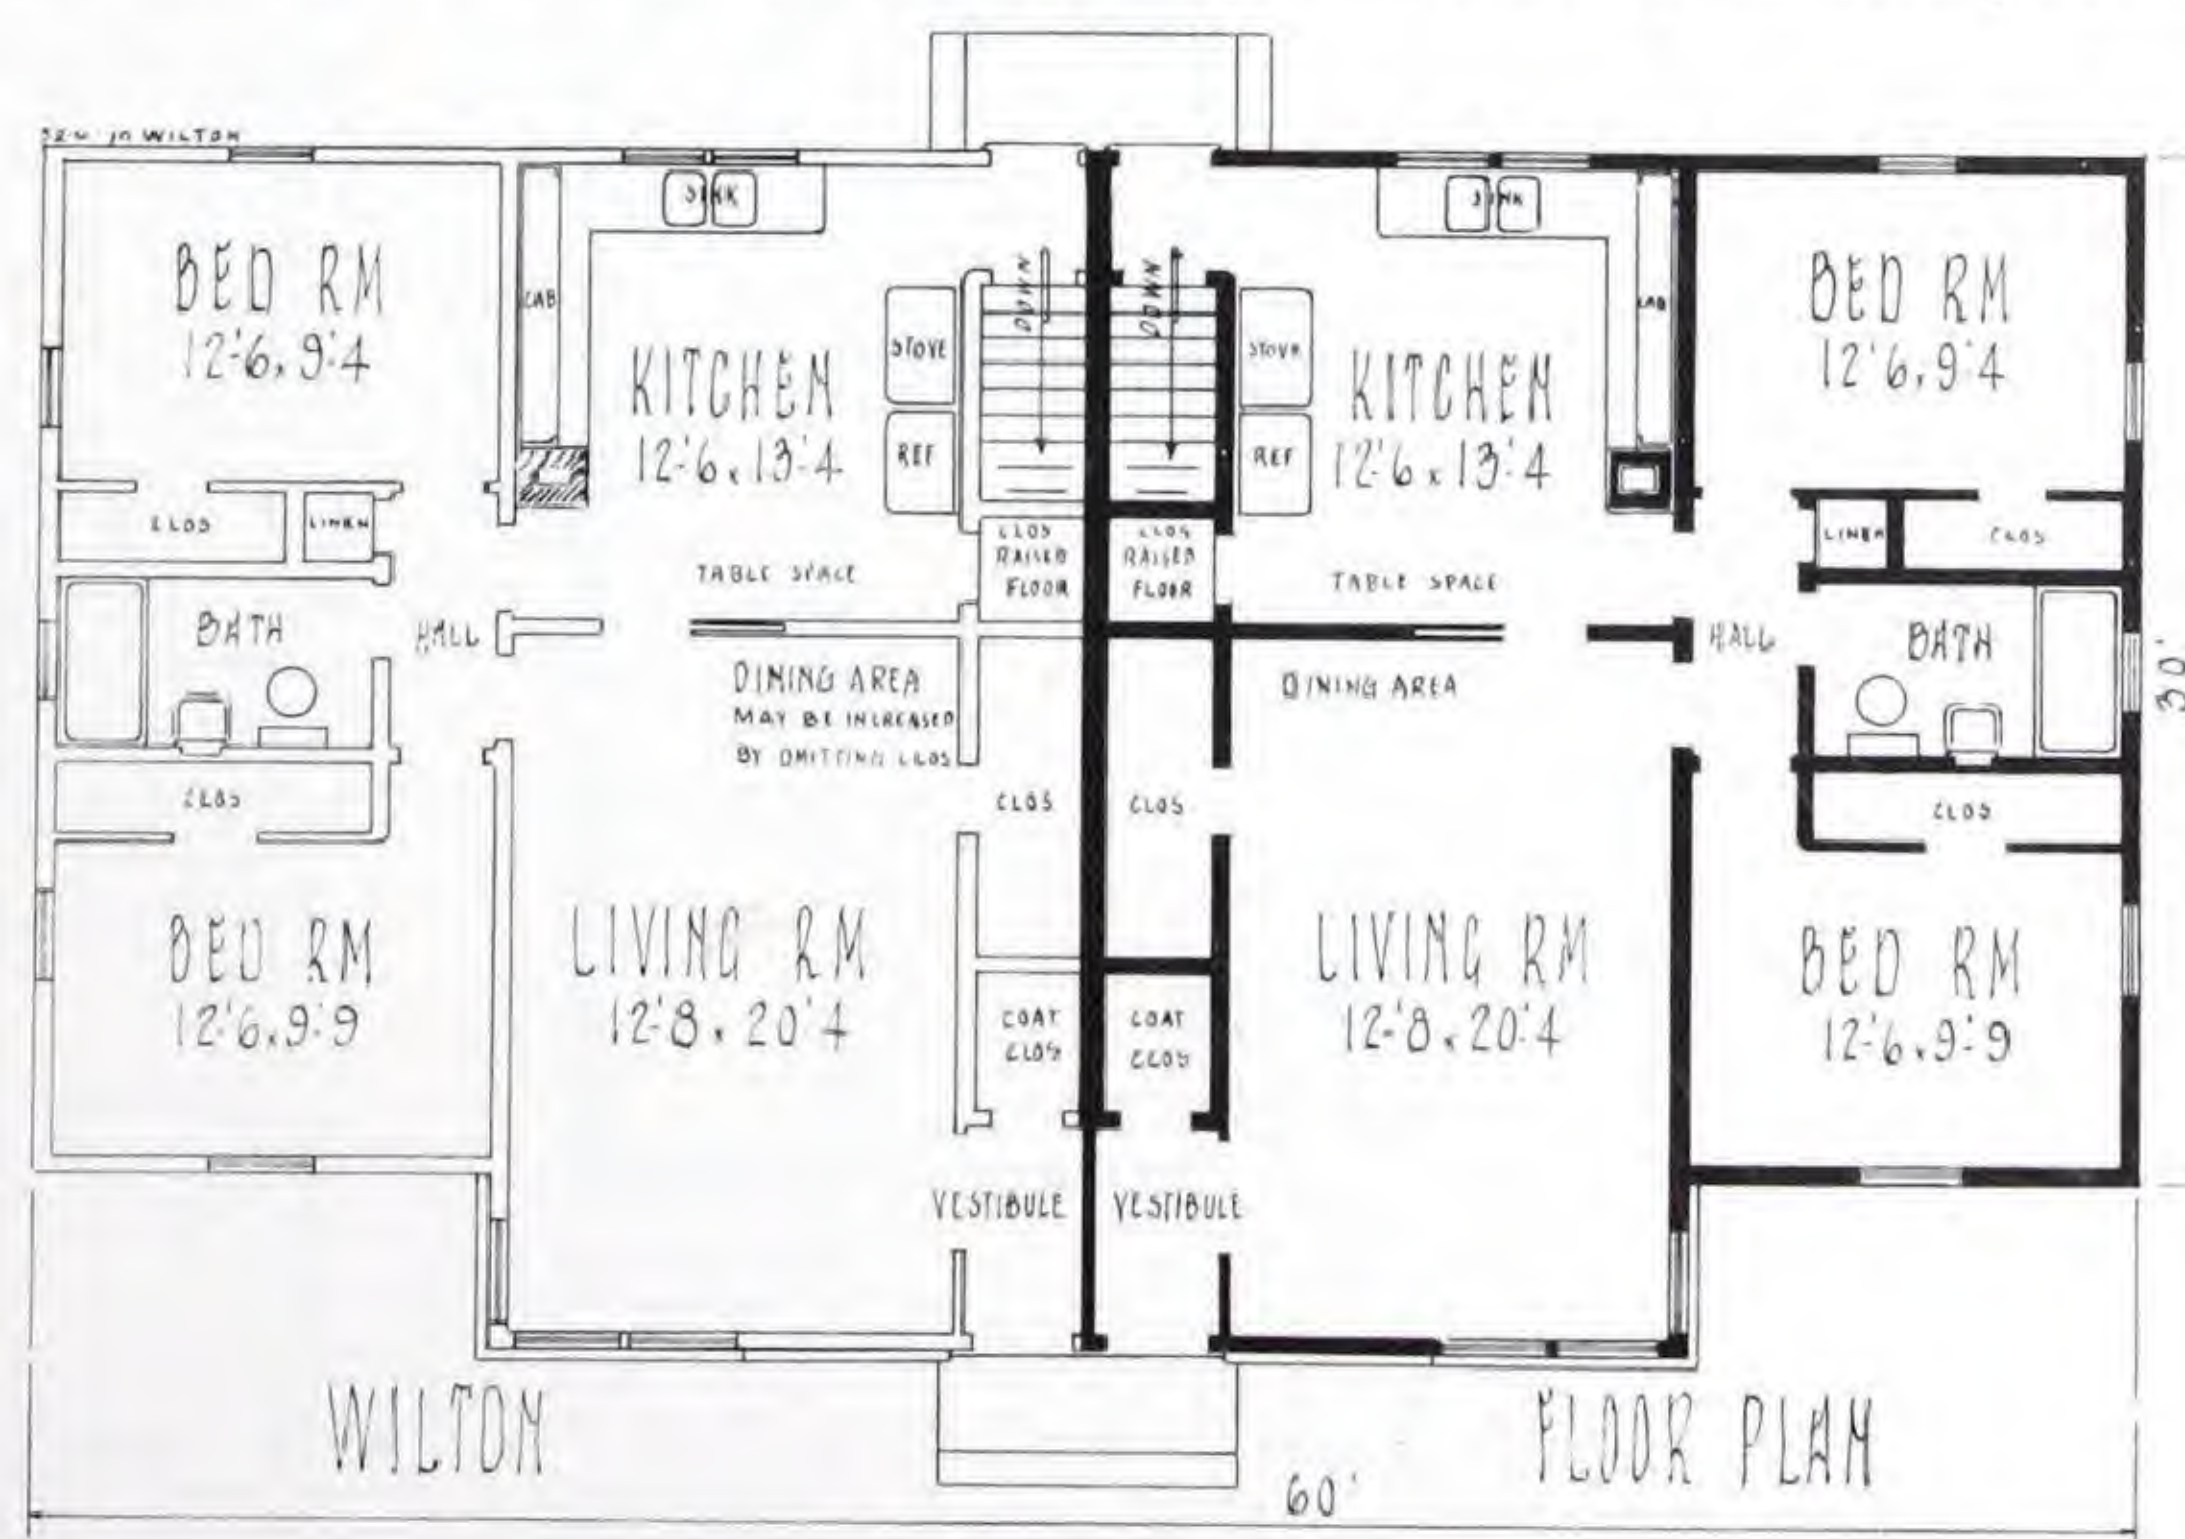 IN WILTON
SINK
SINK
BED RM
12'-6 x 9'-4
CAB
KITCHEN
12'-6 x 13'-4
STOVE
REF
DOWN
DOWN
STOVE
REF
KITCHEN
12'-6 x 13'-4
CAB
BED RM
12'-6 x 9'-4
CLOS
LINEN
TABLE SPACE
CLOS
RAISED
FLOOR
CLOS
RAISED
FLOOR
TABLE SPACE
LINEN
CLOS
BATH
HALL
DINING AREA
MAY BE INCREASED
BY OMITTING CLOS
DINING AREA
HALL
BATH
30'
CLOS
CLOS
CLOS
CLOS
BED RM
12'-6 x 9'-9
LIVING RM
12'-8 x 20'-4
COAT
CLOS
COAT
CLOS
LIVING RM
12'-8 x 20'-4
BED RM
12'-6 x 9'-9
VESTIBULE
VESTIBULE
WILTON
FLOOR PLAN
60'